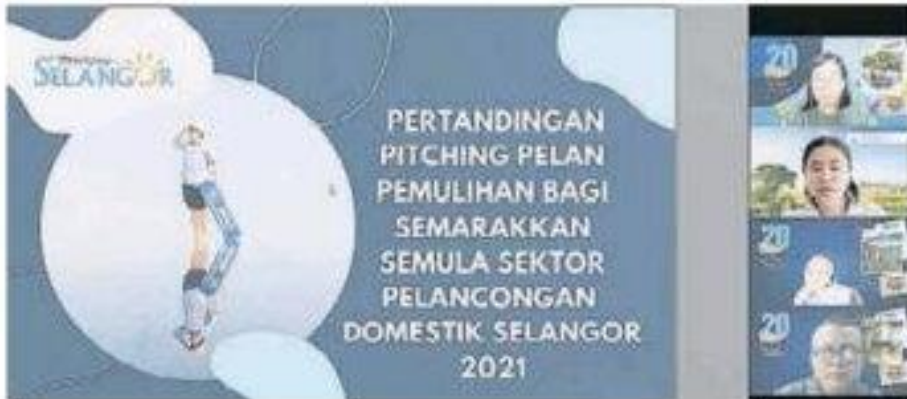 SELANGOR
PERTANDINGAN
PITCHING PELAN
PEMULIHAN BAGI
SEMARAKKAN
SEMULA SEKTOR
PELANCONGAN
DOMESTIK SELANGOR
2021
20
20
20